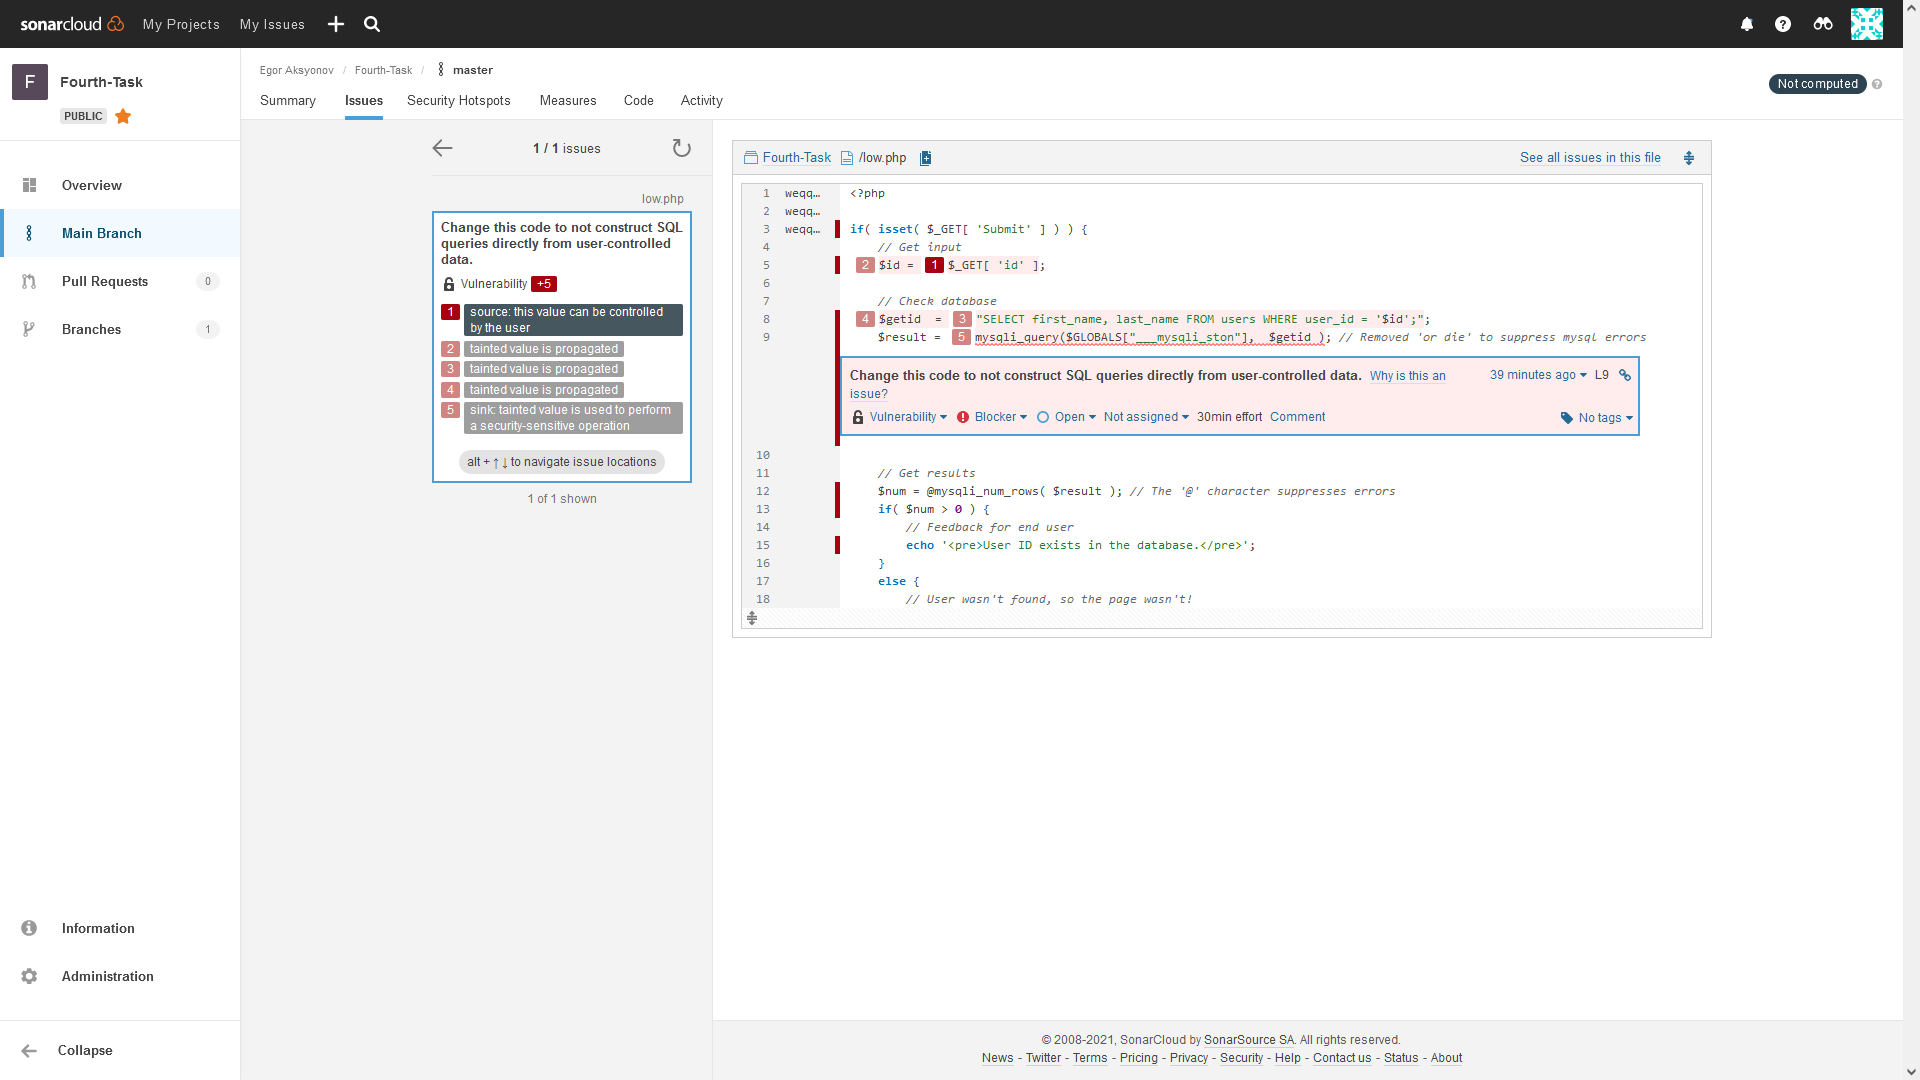 sonarcloud My Projects My Issues
F Fourth-Task
PUBLIC
Overview
Main Branch
Pull Requests 0
Branches 1
Information
Administration
Collapse
Egor Aksyonov / Fourth-Task / master
Not computed
Summary Issues Security Hotspots Measures Code Activity
1 / 1 issues
low.php
Change this code to not construct SQL
queries directly from user-controlled
data.
Vulnerability +5
1 source: this value can be controlled
by the user
2 tainted value is propagated
3 tainted value is propagated
4 tainted value is propagated
5 sink: tainted value is used to perform
a security-sensitive operation
alt + ↑ ↓ to navigate issue locations
1 of 1 shown
Fourth-Task /low.php See all issues in this file
1 weqq… <?php
2 weqq…
3 weqq… if( isset( $_GET[ 'Submit' ] ) ) {
4 // Get input
5 2 $id = 1 $_GET[ 'id' ];
6
7 // Check database
8 4 $getid = 3 "SELECT first_name, last_name FROM users WHERE user_id = '$id';";
9 $result = 5 mysqli_query($GLOBALS["___mysqli_ston"], $getid ); // Removed 'or die' to suppress mysql errors
Change this code to not construct SQL queries directly from user-controlled data. Why is this an
issue?
39 minutes ago L9
Vulnerability Blocker Open Not assigned 30min effort Comment No tags
10
11 // Get results
12 $num = @mysqli_num_rows( $result ); // The '@' character suppresses errors
13 if( $num > 0 ) {
14 // Feedback for end user
15 echo '<pre>User ID exists in the database.</pre>';
16 }
17 else {
18 // User wasn't found, so the page wasn't!
© 2008-2021, SonarCloud by SonarSource SA. All rights reserved.
News - Twitter - Terms - Pricing - Privacy - Security - Help - Contact us - Status - About